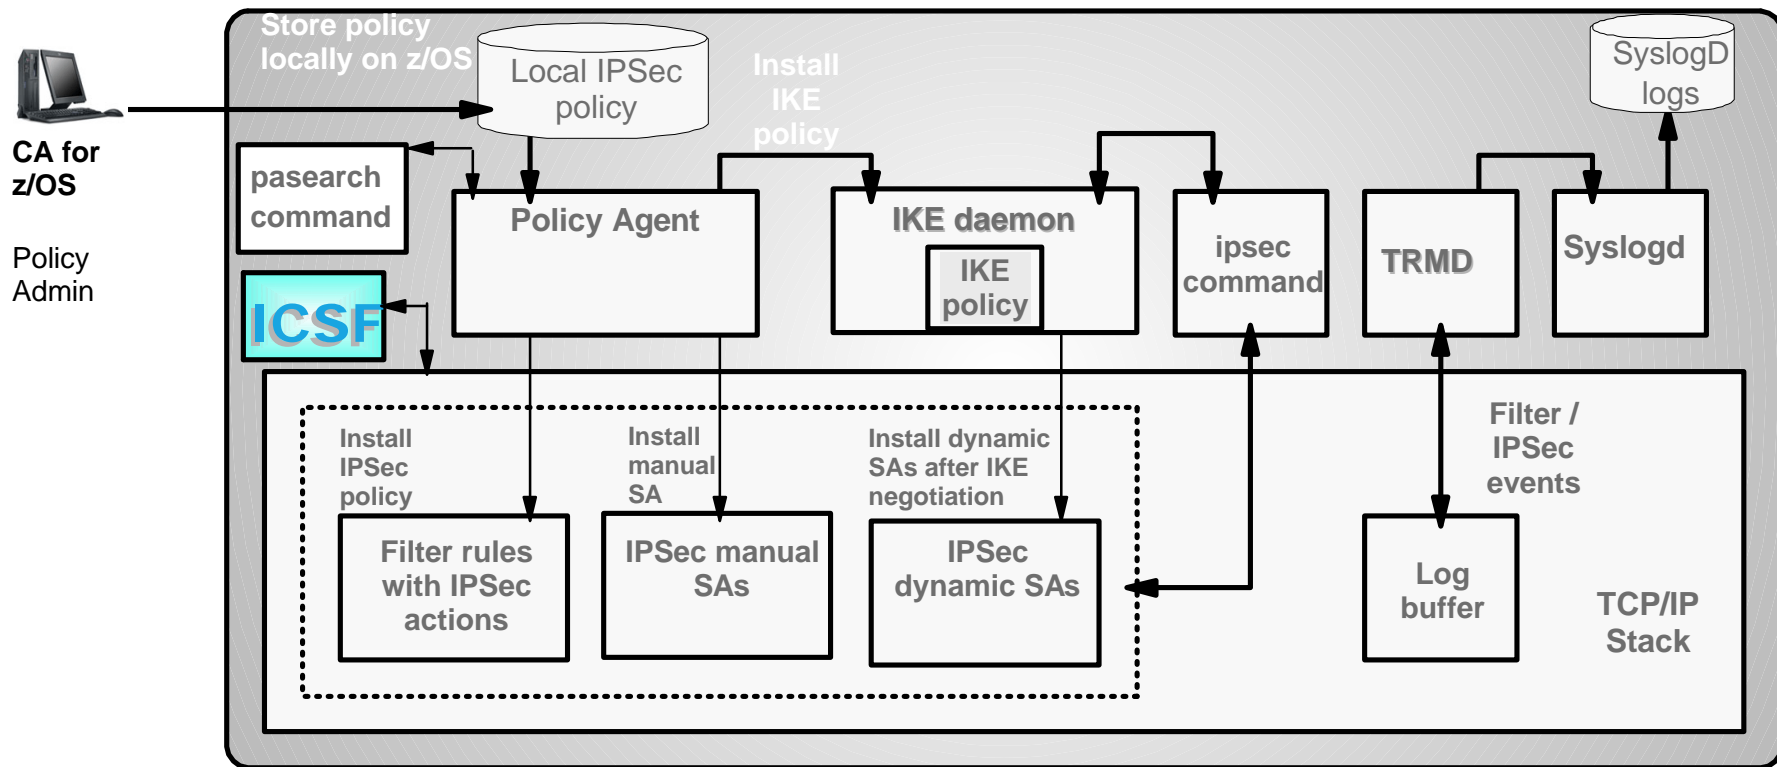 Store policy
locally on z/OS
Local IPSec
policy
Install
IKE
policy
SyslogD
logs
CA for
z/OS
Policy
Admin
pasearch
command
ICSF
Policy Agent
IKE daemon
IKE
policy
ipsec
command
TRMD
Syslogd
Install
IPSec
policy
Install
manual
SA
Install dynamic
SAs after IKE
negotiation
Filter /
IPSec
events
Filter rules
with IPSec
actions
IPSec manual
SAs
IPSec
dynamic SAs
Log
buffer
TCP/IP
Stack